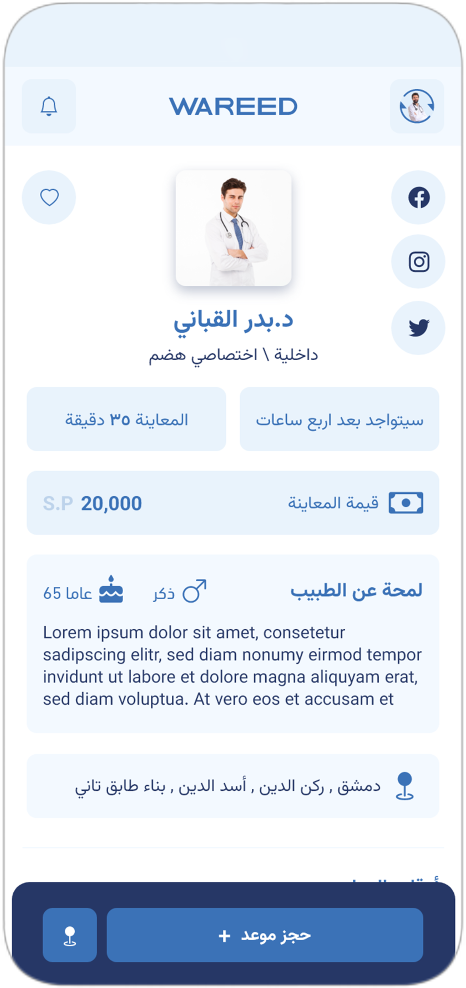 WAREED
د.بدر القباني
داخلية \ اختصاصي هضم
سيتواجد بعد اربع ساعات
المعاينة ٣٥ دقيقة
قيمة المعاينة
20,000 S.P
لمحة عن الطبيب
ذكر
65 عاما
Lorem ipsum dolor sit amet, consetetur
sadipscing elitr, sed diam nonumy eirmod tempor
invidunt ut labore et dolore magna aliquyam erat,
sed diam voluptua. At vero eos et accusam et
دمشق , ركن الدين , أسد الدين , بناء طابق تاني
حجز موعد +